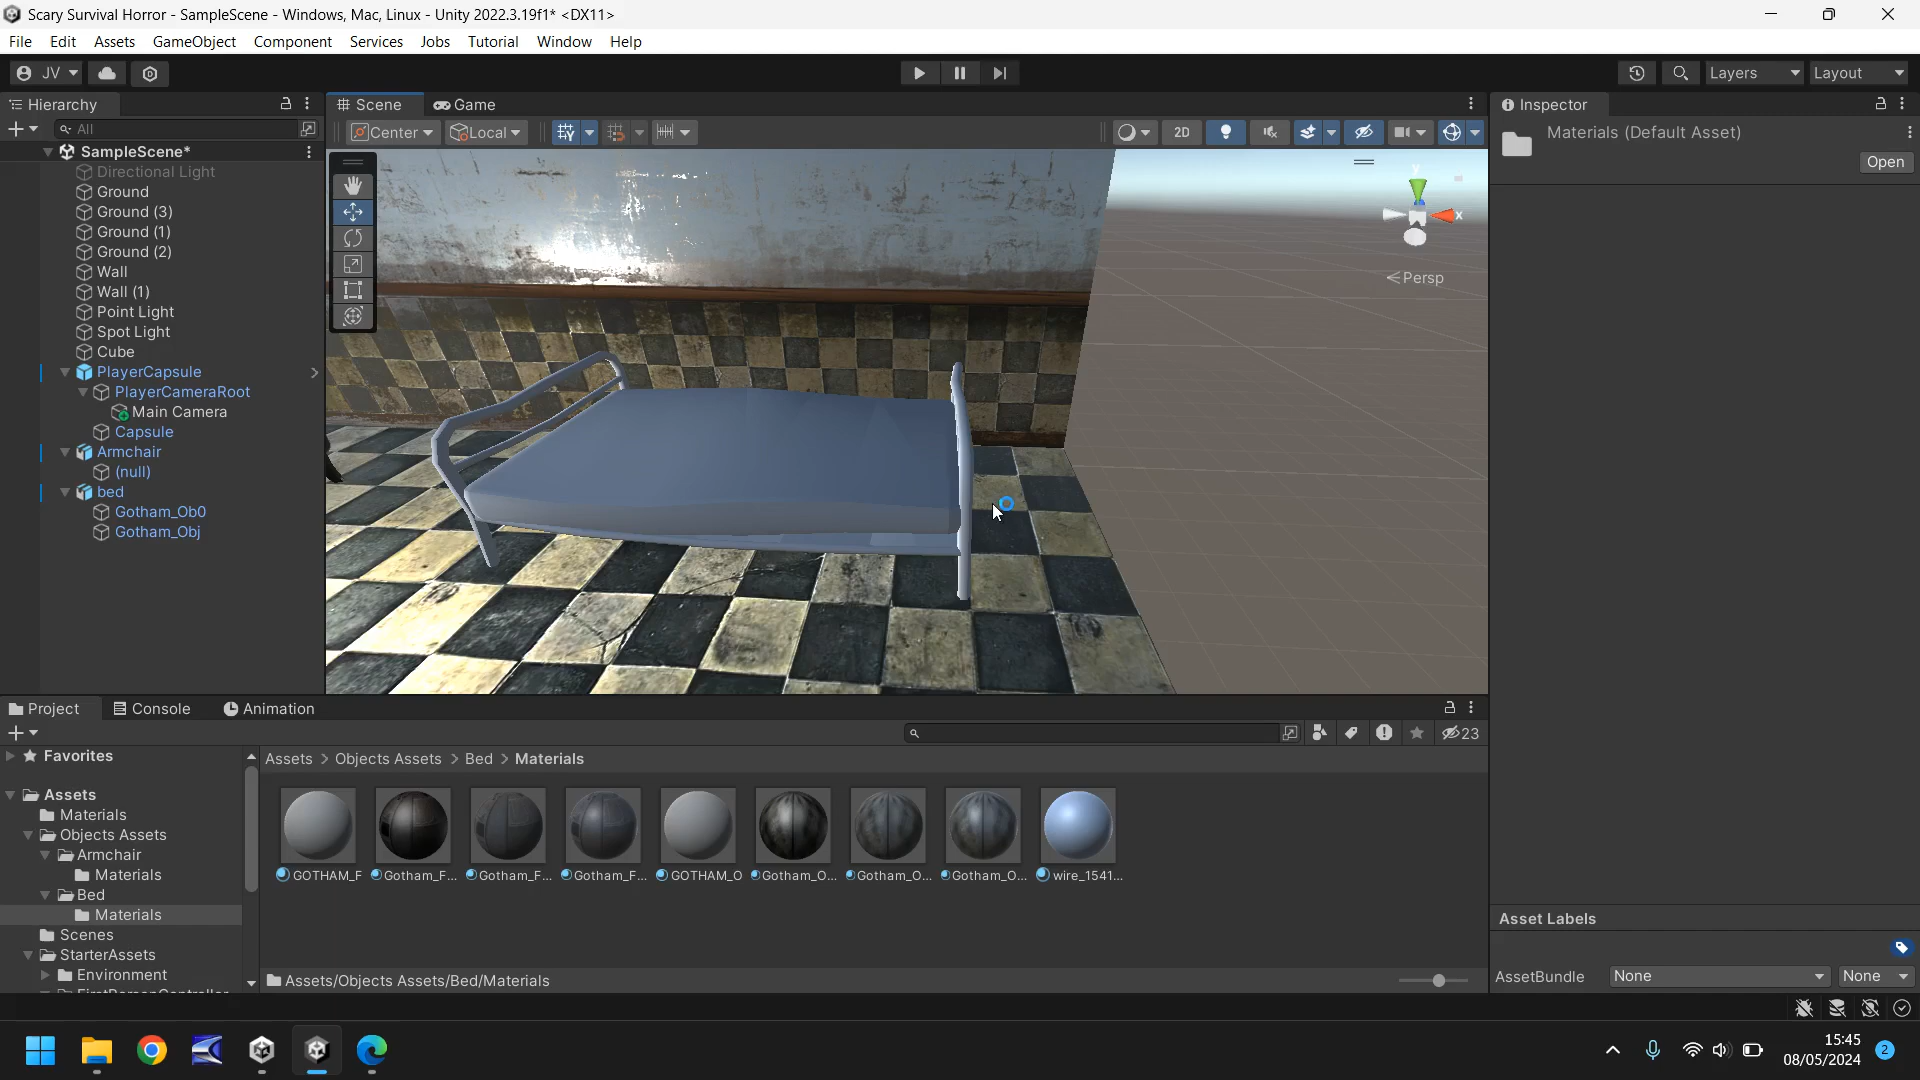 Scary Survival Horror - SampleScene - Windows, Mac, Linux - Unity 2022.3.19f1* <DX11>
File Edit Assets GameObject Component Services Jobs Tutorial Window Help
JV Layers Layout
Hierarchy
All
SampleScene*
Directional Light
Ground
Ground (3)
Ground (1)
Ground (2)
Wall
Wall (1)
Point Light
Spot Light
Cube
PlayerCapsule
PlayerCameraRoot
Main Camera
Capsule
Armchair
(null)
bed
Gotham_Ob0
Gotham_Obj
Scene Game
Center Local 2D
y
x
Persp
Inspector
Materials (Default Asset)
Open
Project Console Animation
23
Favorites
Assets
Materials
Objects Assets
Armchair
Materials
Bed
Materials
Scenes
StarterAssets
Environment
Assets > Objects Assets > Bed > Materials
GOTHAM_F Gotham_F... Gotham_F... Gotham_F... GOTHAM_O Gotham_O... Gotham_O... Gotham_O... wire_1541...
Assets/Objects Assets/Bed/Materials
Asset Labels
AssetBundle None None
15:45
08/05/2024
2